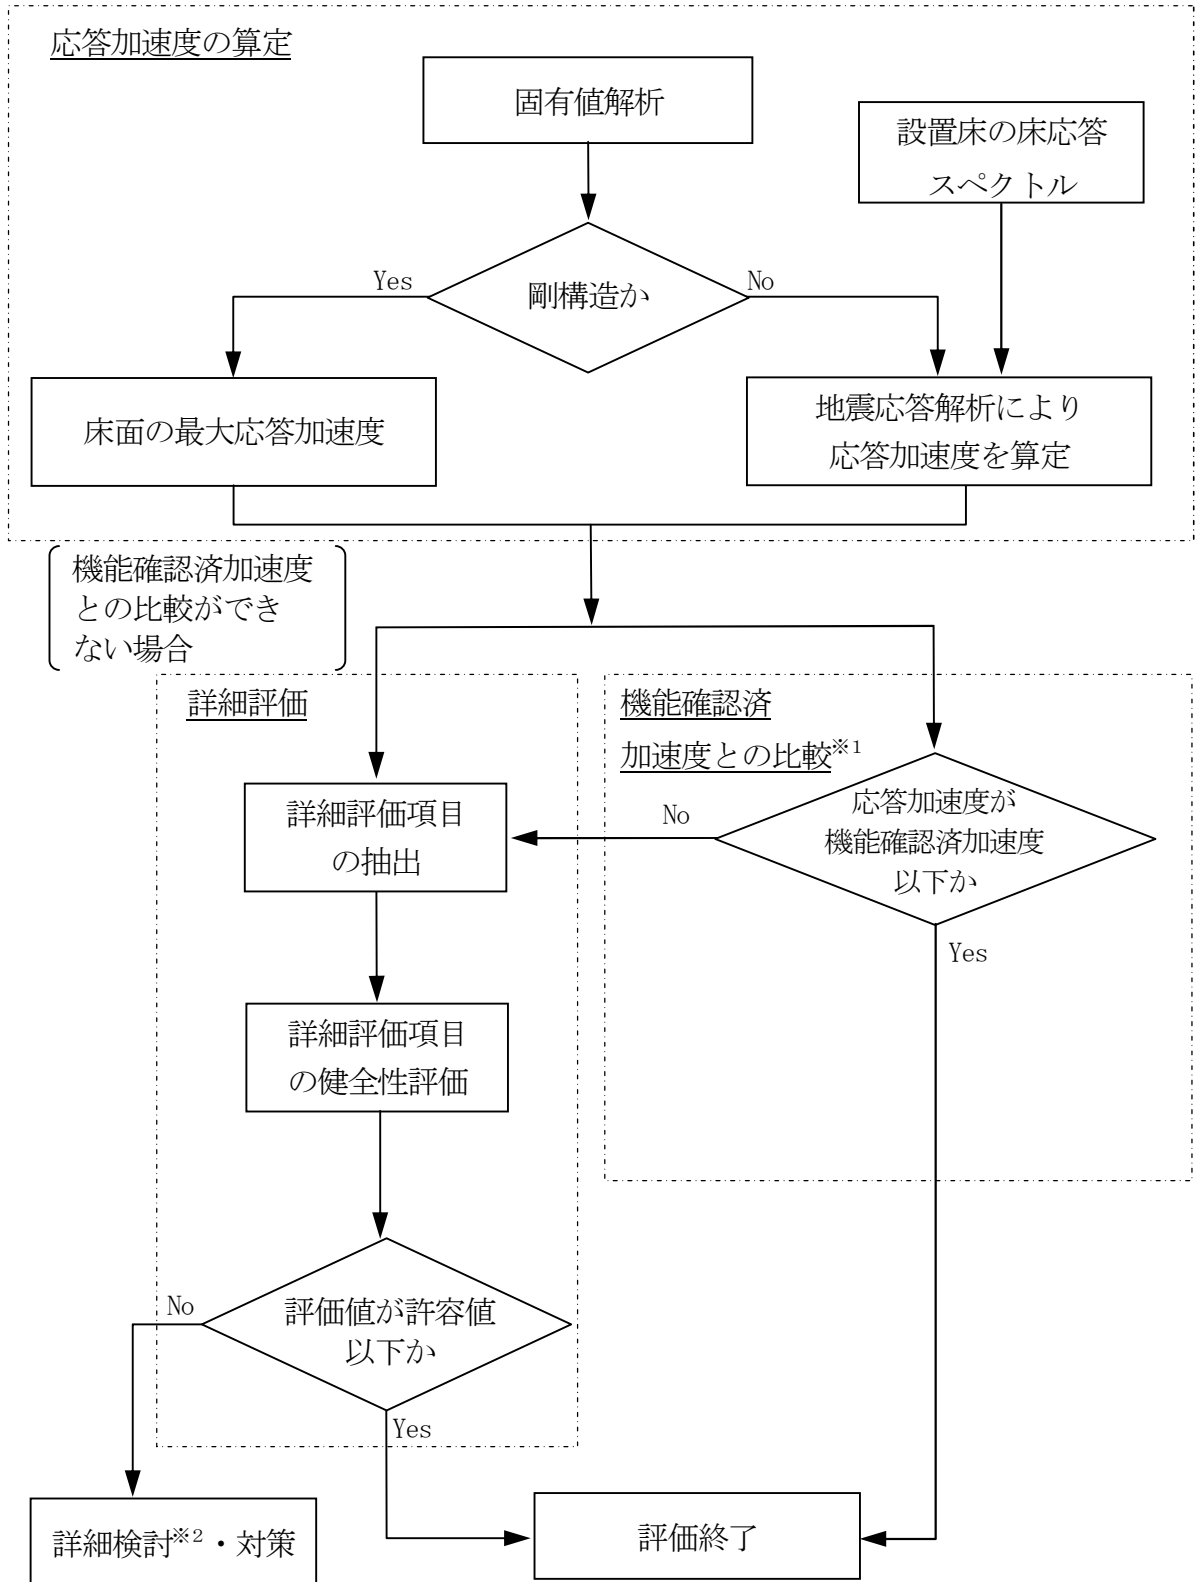 応答加速度の算定
固有値解析
設置床の床応答
スペクトル
Yes
剛構造か
No
床面の最大応答加速度
地震応答解析により
応答加速度を算定
機能確認済加速度
との比較ができ
ない場合
詳細評価
機能確認済
加速度との比較※1
詳細評価項目
の抽出
No
応答加速度が
機能確認済加速度
以下か
Yes
詳細評価項目
の健全性評価
No
評価値が許容値
以下か
Yes
詳細検討※2・対策
評価終了